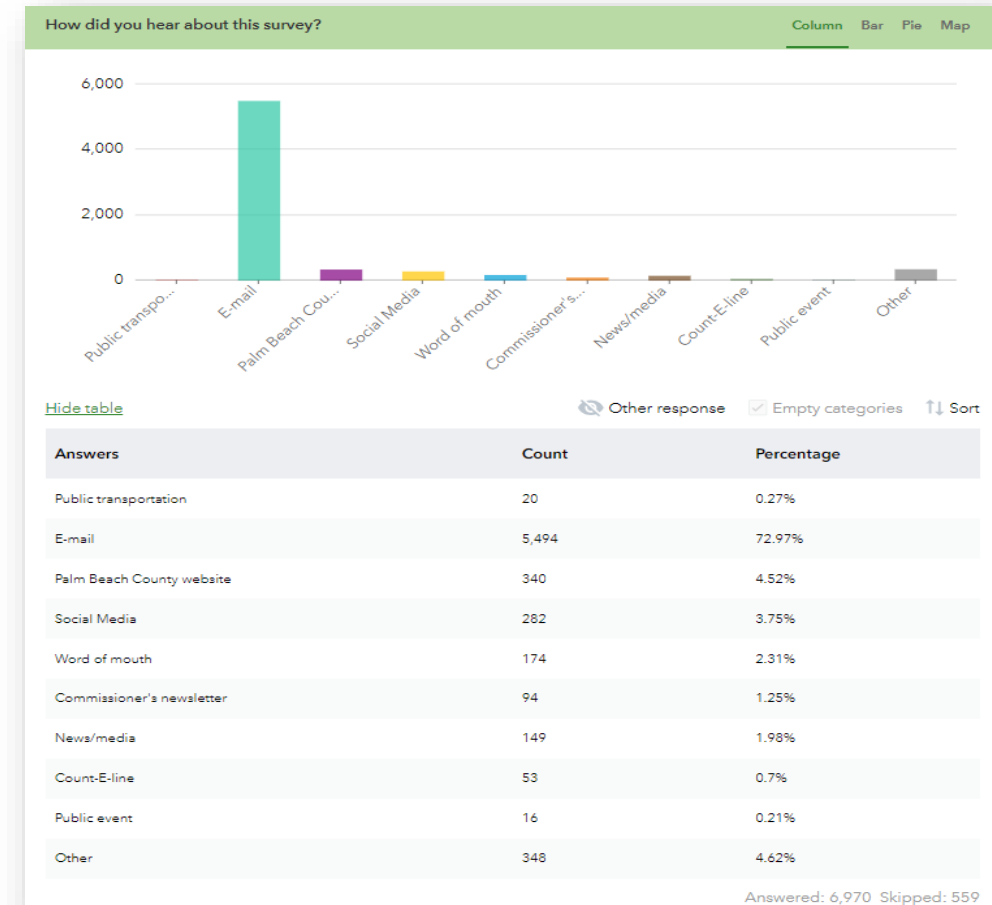 How did you hear about this survey?
Column Bar Pie Map
6,000
4,000
2,000
0
Public transpo...
E-mail
Palm Beach Cou...
Social Media
Word of mouth
Commissioner's...
News/media
Count-E-line
Public event
Other
Hide table
Other response Empty categories Sort
Answers Count Percentage
Public transportation 20 0.27%
E-mail 5,494 72.97%
Palm Beach County website 340 4.52%
Social Media 282 3.75%
Word of mouth 174 2.31%
Commissioner's newsletter 94 1.25%
News/media 149 1.98%
Count-E-line 53 0.7%
Public event 16 0.21%
Other 348 4.62%
Answered: 6,970 Skipped: 559